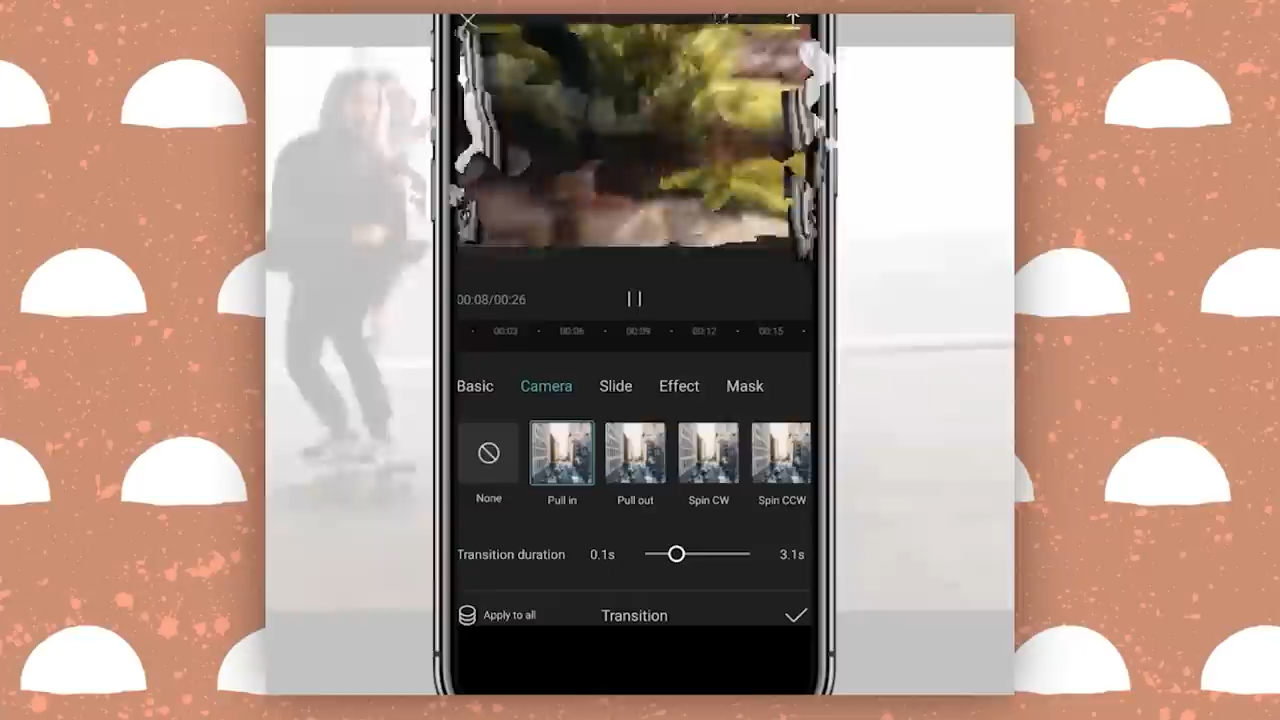 00:08/00:26
00:03 00:06 00:09 00:12 00:15
Basic Camera Slide Effect Mask
None Pull in Pull out Spin CW Spin CCW
Transition duration 0.1s 3.1s
Apply to all Transition